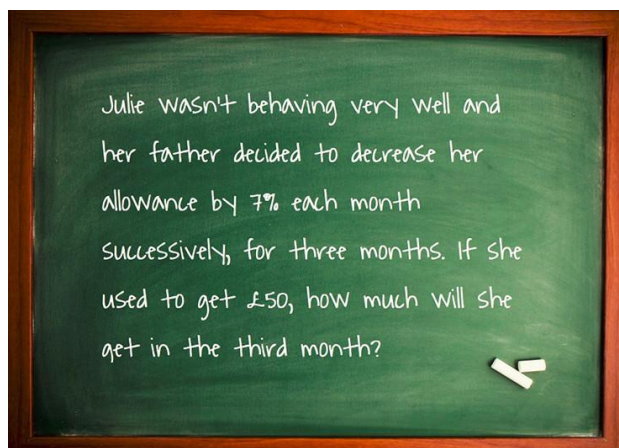 Julie wasn't behaving very well and
her father decided to decrease her
allowance by 7% each month
successively, for three months. If she
used to get £50, how much will she
get in the third month?